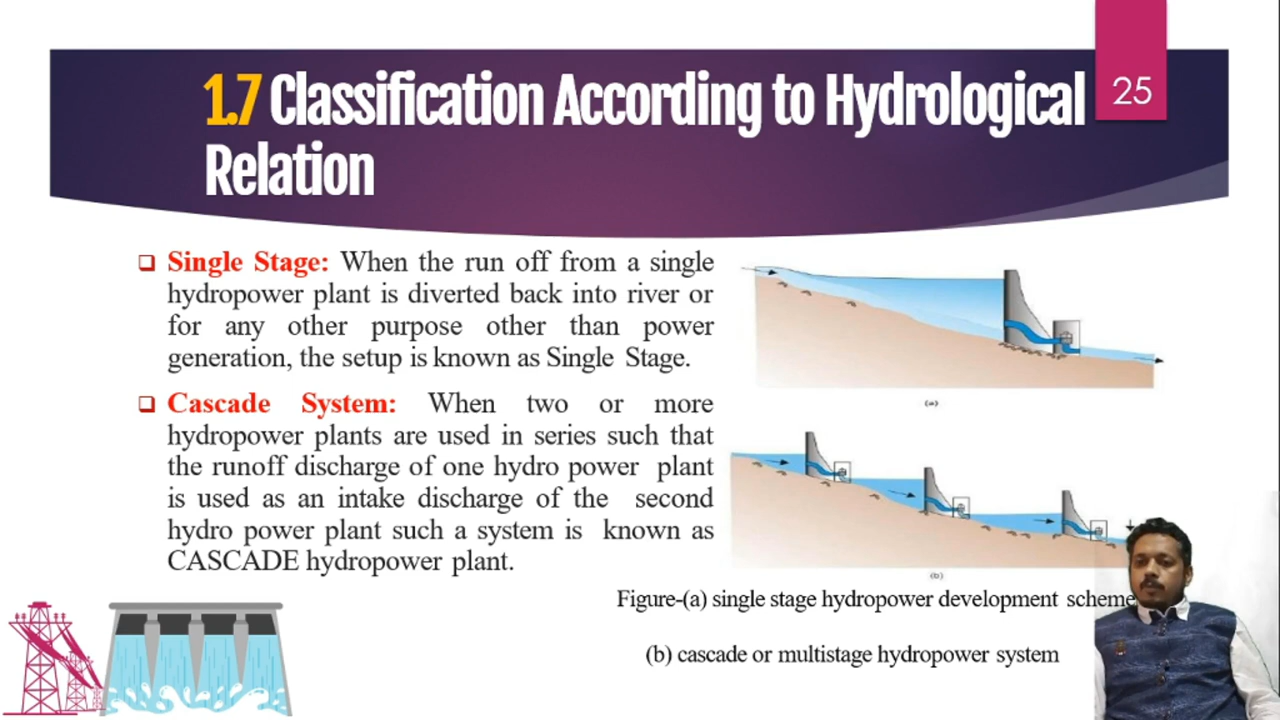 25
1.7 Classification According to Hydrological
Relation
Single Stage: When the run off from a single
hydropower plant is diverted back into river or
for any other purpose other than power
generation, the setup is known as Single Stage.
Cascade System: When two or more
hydropower plants are used in series such that
the runoff discharge of one hydro power plant
is used as an intake discharge of the second
hydro power plant such a system is known as
CASCADE hydropower plant.
(a)
(b)
Figure-(a) single stage hydropower development scheme
(b) cascade or multistage hydropower system